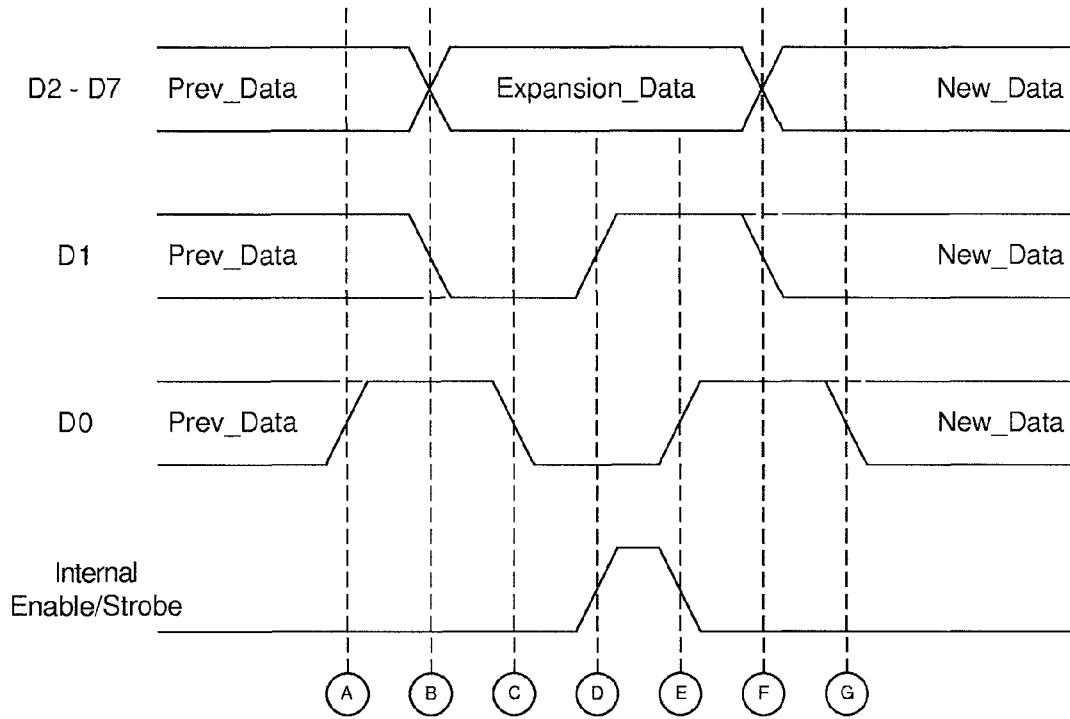 D2 - D7
Prev_Data
Expansion_Data
New_Data
D1
Prev_Data
New_Data
D0
Prev_Data
New_Data
Internal
Enable/Strobe
A
B
C
D
E
F
G